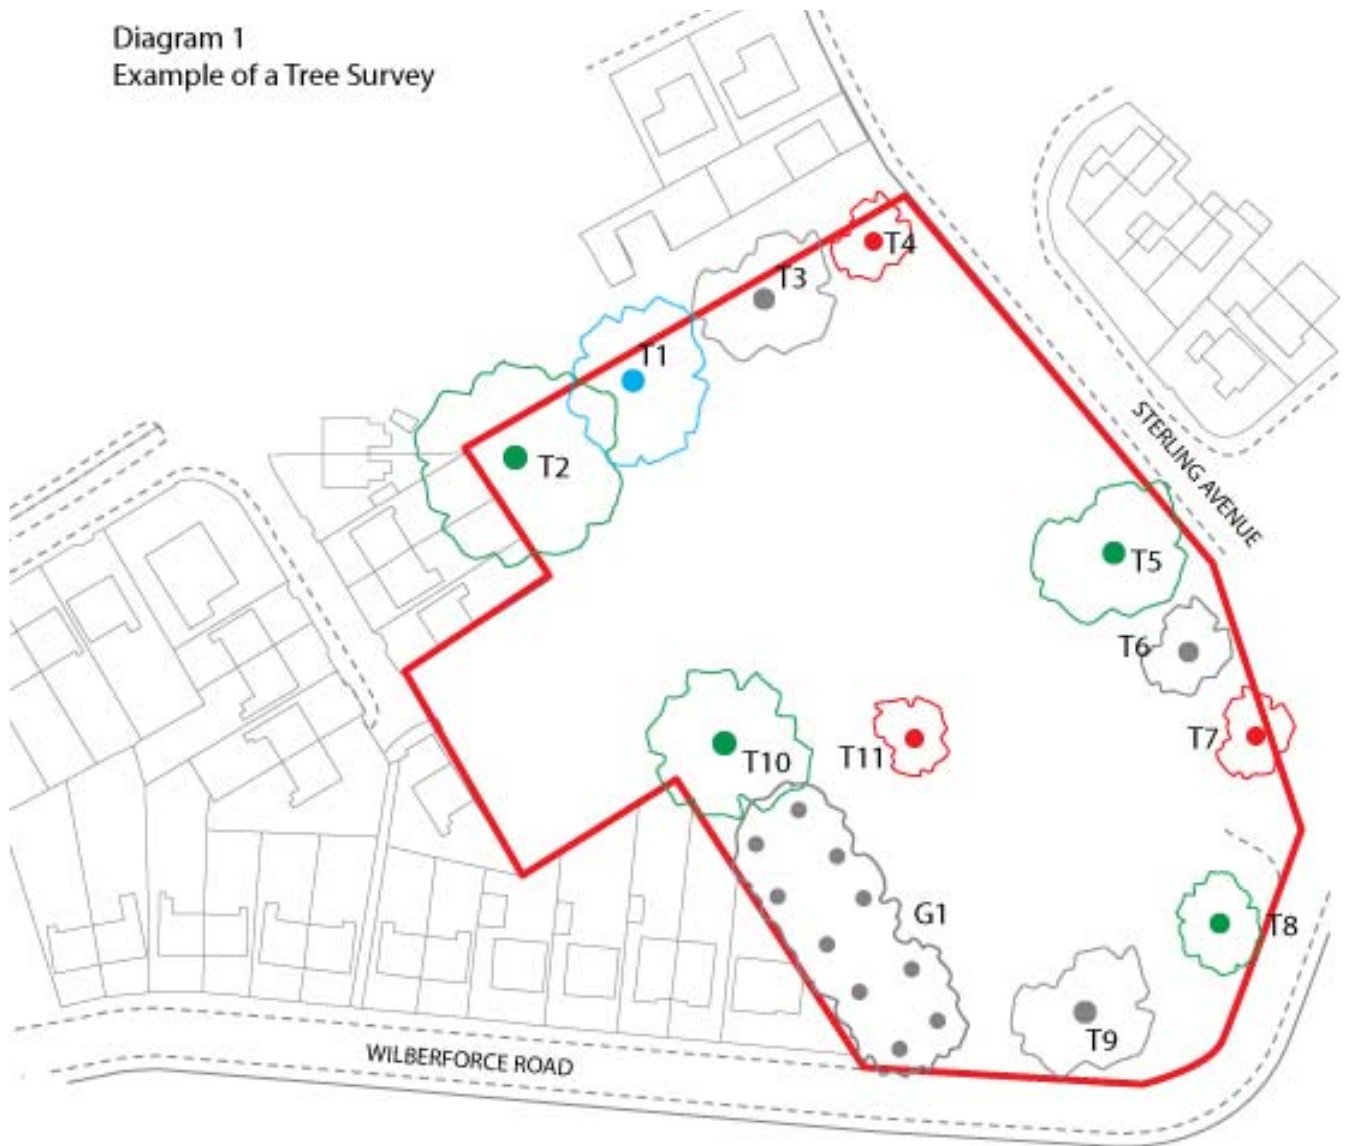 Diagram 1
Example of a Tree Survey
T4
T3
T1
T2
STERLING AVENUE
T5
T6
T7
T10
T11
G1
T8
T9
WILBERFORCE ROAD